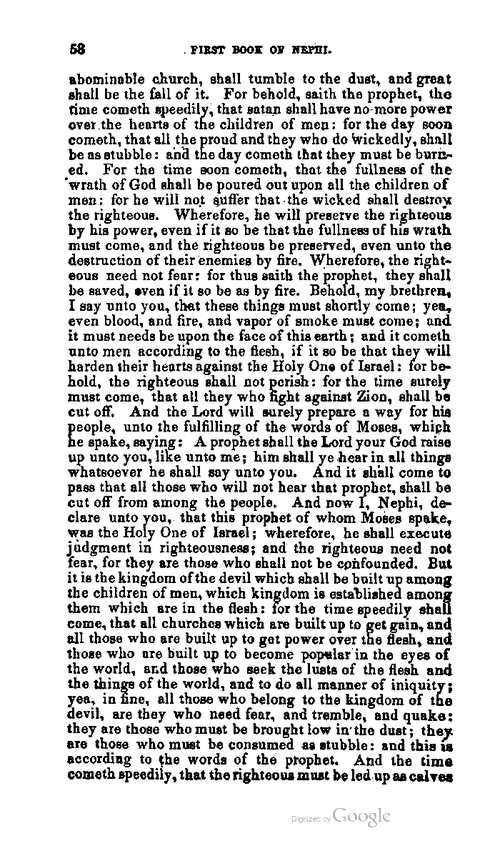 58 . FIRST BOOK OF NEPHI.
abominable church, shall tumble to the dust, and great
shall be the fall of it. For behold, saith the prophet, the
time cometh speedily, that satan shall have no more power
over the hearts of the children of men: for the day soon
cometh, that all the proud and they who do wickedly, shall
be as stubble: and the day cometh that they must be burn-
ed. For the time soon cometh, that the fullness of the
wrath of God shall be poured out upon all the children of
men; for he will not suffer that the wicked shall destroy
the righteous. Wherefore, he will preserve the righteous
by his power, even if it so be that the fullness of his wrath
must come, and the righteous be preserved, even unto the
destruction of their enemies by fire. Wherefore, the right-
eous need not fear: for thus saith the prophet, they shall
be saved, even if it so be as by fire. Behold, my brethren,
I say unto you, that these things must shortly come; yea,
even blood, and fire, and vapor of smoke must come; and
it must needs be upon the face of this earth; and it cometh
unto men according to the flesh, if it so be that they will
harden their hearts against the Holy One of Israel: for be-
hold, the righteous shall not perish: for the time surely
must come, that all they who fight against Zion, shall be
cut off. And the Lord will surely prepare a way for his
people, unto the fulfilling of the words of Moses, which
he spake, saying: A prophet shall the Lord your God raise
up unto you, like unto me; him shall ye hear in all things
whatsoever he shall say unto you. And it shall come to
pass that all those who will not hear that prophet, shall be
cut off from among the people. And now I, Nephi, de-
clare unto you, that this prophet of whom Moses spake,
was the Holy One of Israel; wherefore, he shall execute
judgment in righteousness; and the righteous need not
fear, for they are those who shall not be confounded. But
it is the kingdom of the devil which shall be built up among
the children of men, which kingdom is established among
them which are in the flesh: for the time speedily shall
come, that all churches which are built up to get gain, and
all those who are built up to get power over the flesh, and
those who are built up to become popular in the eyes of
the world, and those who seek the lusts of the flesh and
the things of the world, and to do all manner of iniquity;
yea, in fine, all those who belong to the kingdom of the
devil, are they who need fear, and tremble, and quake:
they are those who must be brought low in the dust; they
are those who must be consumed as stubble: and this is
according to the words of the prophet. And the time
cometh speedily, that the righteous must be led up as calves
Digitized by Google